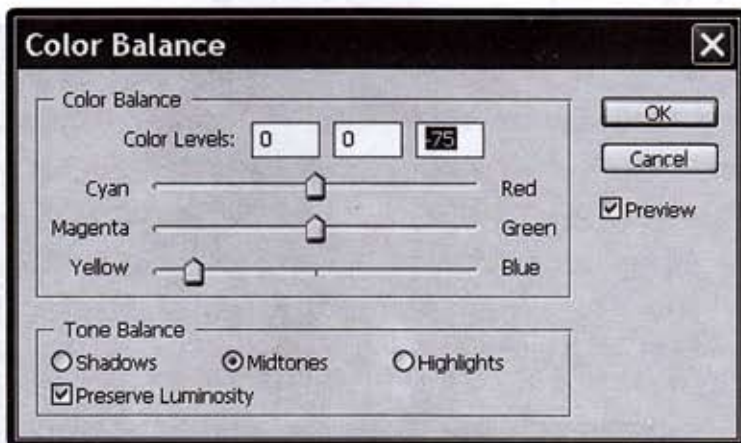 Color Balance
Color Balance
Color Levels: 0 0 -75
Cyan Red
Magenta Green
Yellow Blue
OK
Cancel
Preview
Tone Balance
Shadows Midtones Highlights
Preserve Luminosity